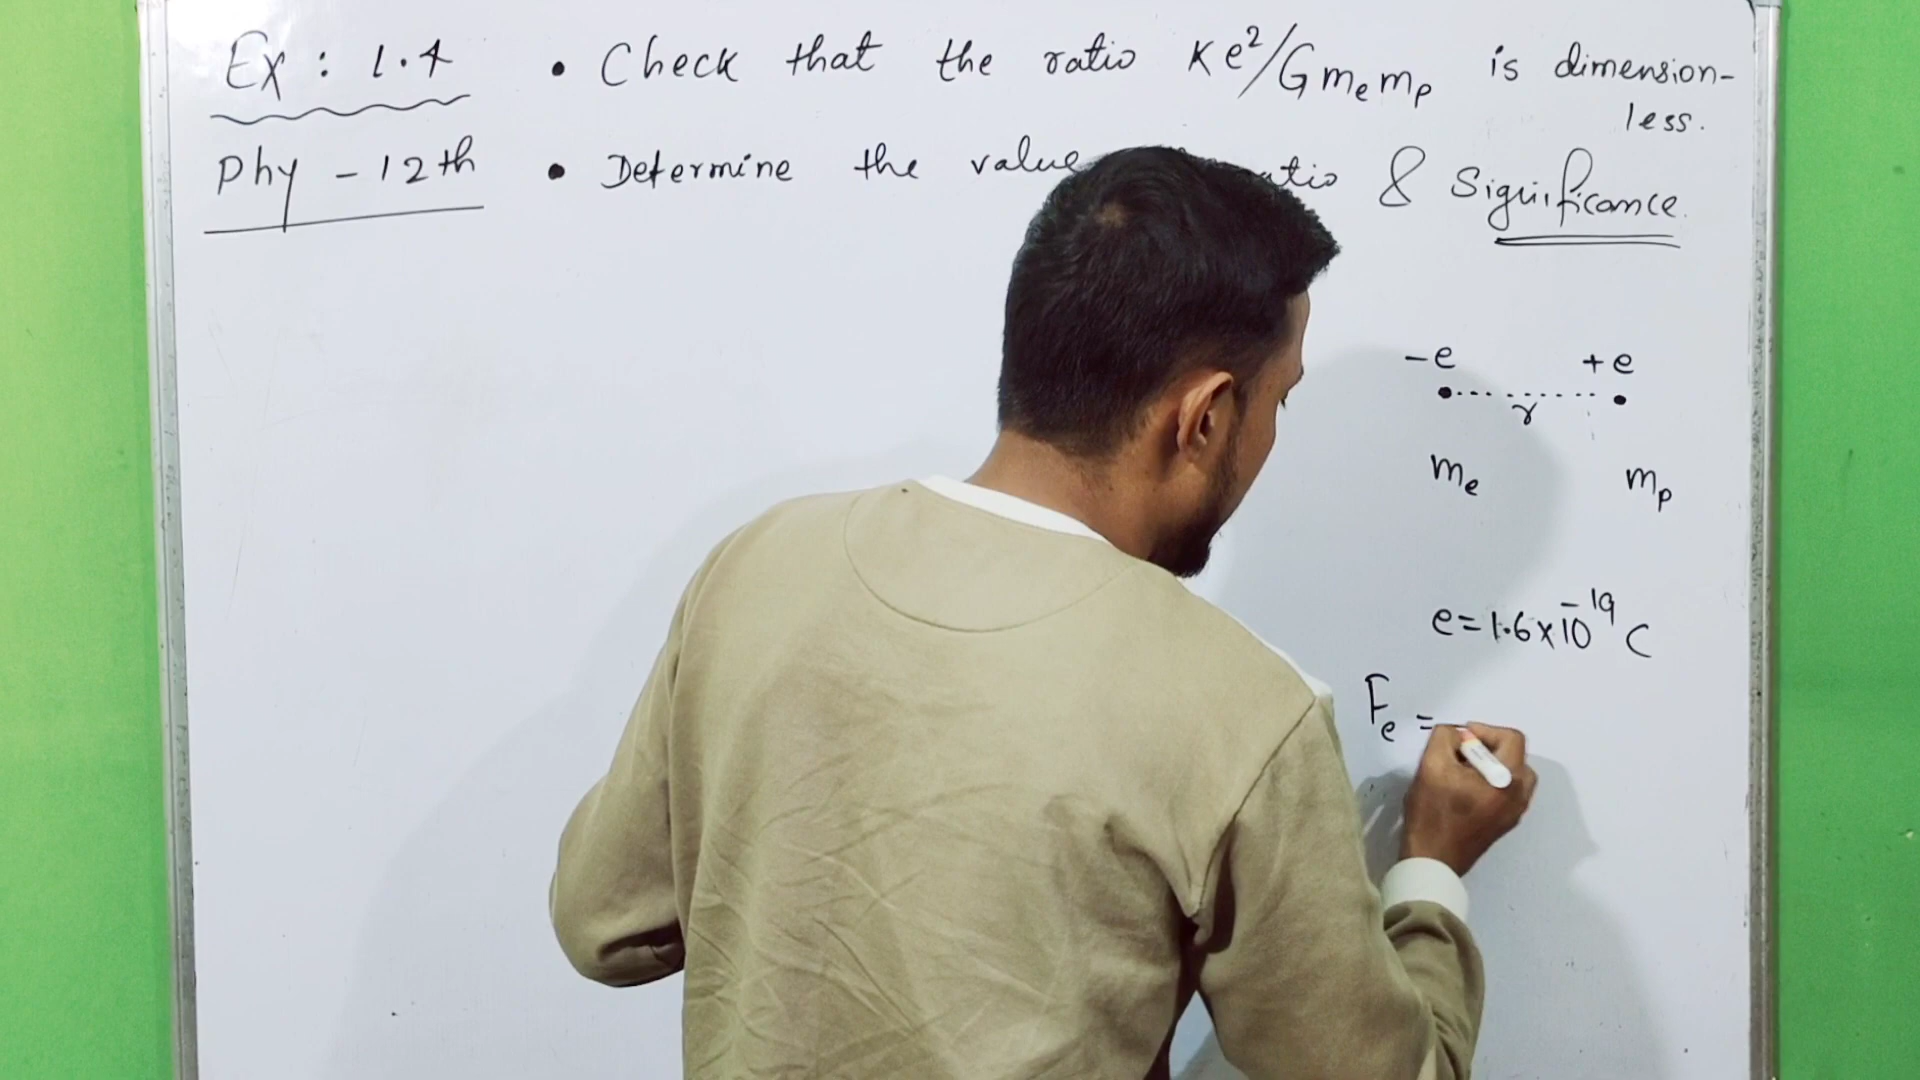 Ex : 1.4
Phy - 12th
• Check that the ratio Ke²/Gmₑmₚ is dimension-
less.
• Determine the value & Significance.
-e +e
r
mₑ mₚ
e=1.6×10⁻¹⁹ C
Fₑ =